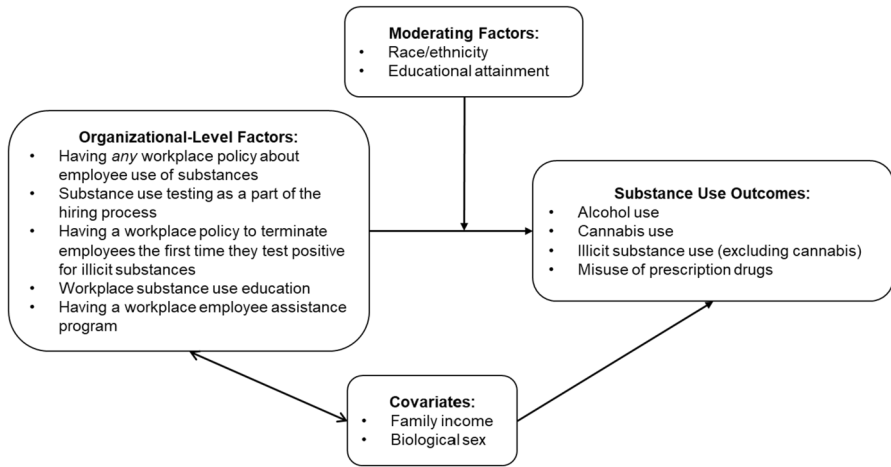 Moderating Factors:
• Race/ethnicity
• Educational attainment
Organizational-Level Factors:
• Having any workplace policy about
employee use of substances
• Substance use testing as a part of the
hiring process
• Having a workplace policy to terminate
employees the first time they test positive
for illicit substances
• Workplace substance use education
• Having a workplace employee assistance
program
Substance Use Outcomes:
• Alcohol use
• Cannabis use
• Illicit substance use (excluding cannabis)
• Misuse of prescription drugs
Covariates:
• Family income
• Biological sex